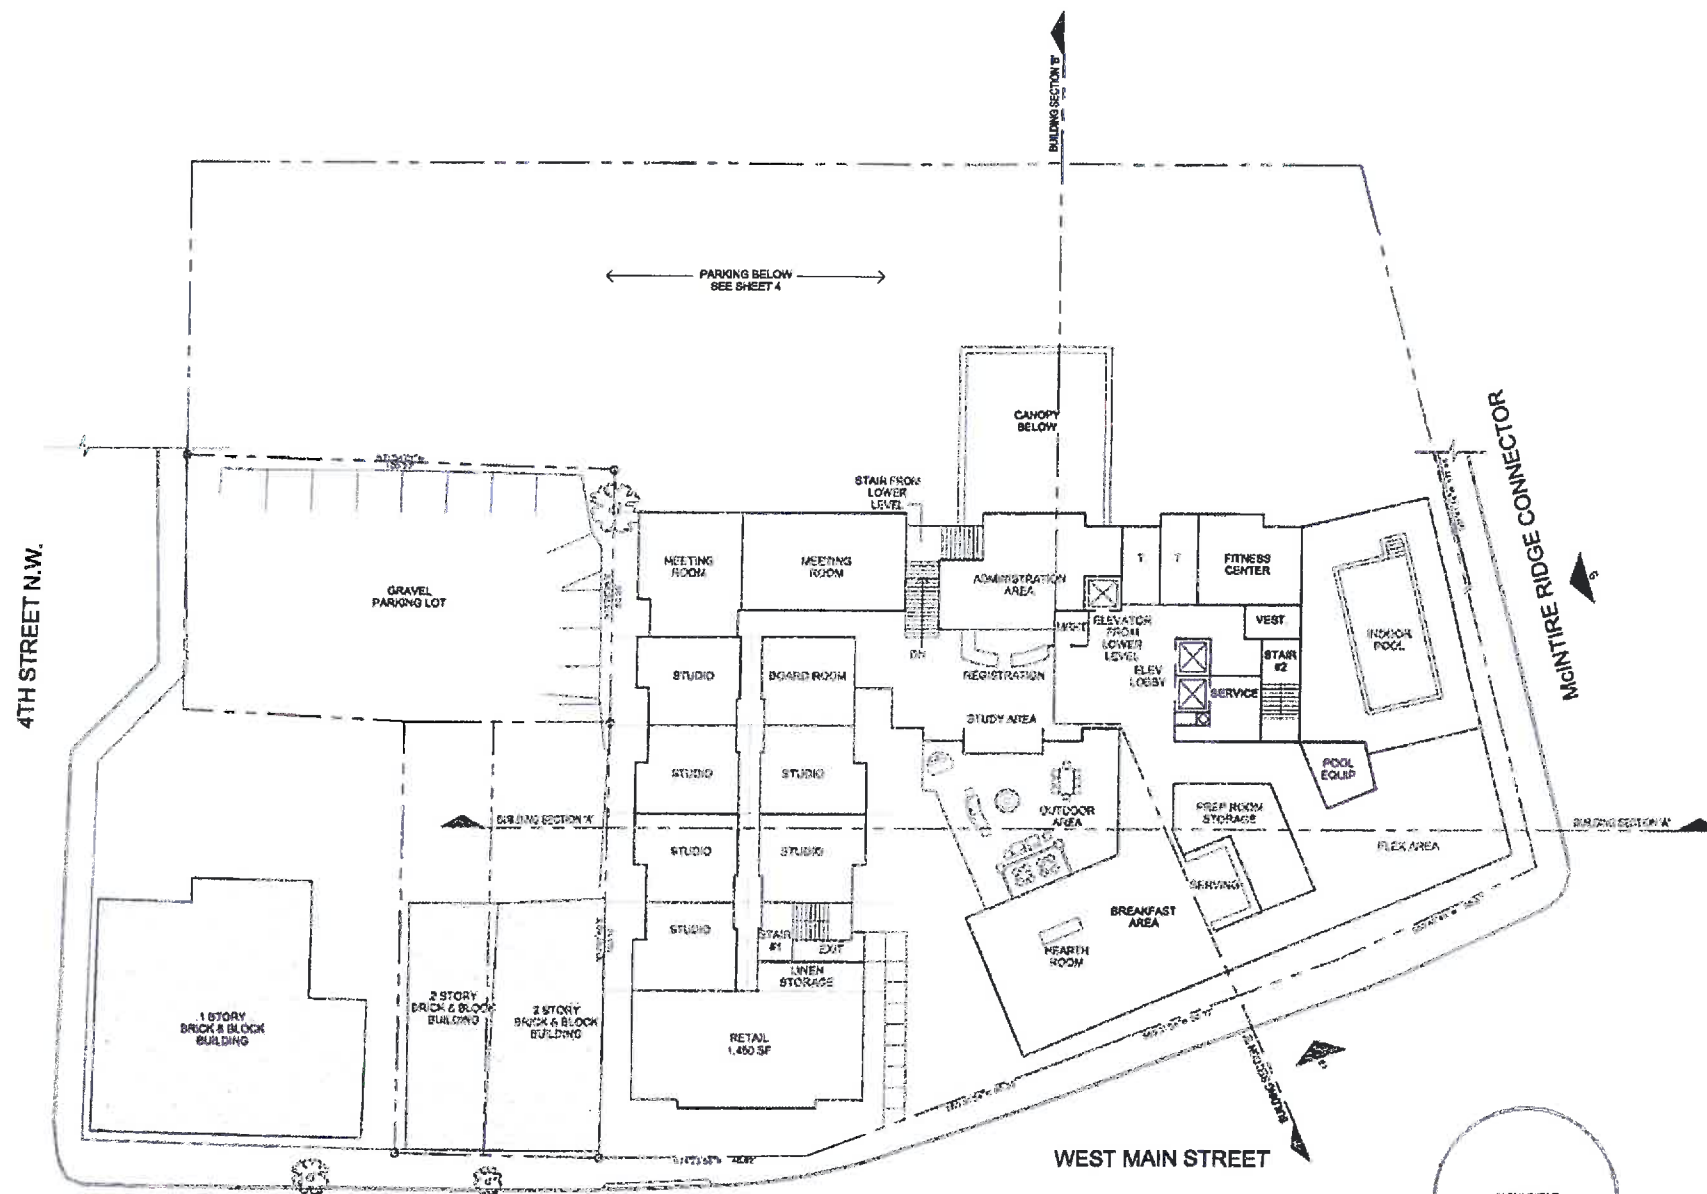 BUILDING SECTION 'B'
PARKING BELOW
SEE SHEET 4
CANOPY
BELOW
McINTIRE RIDGE CONNECTOR
4TH STREET N.W.
STAIR FROM
LOWER
LEVEL
GRAVEL
PARKING LOT
MEETING
ROOM
MEETING
ROOM
ADMINISTRATION
AREA
T
T
FITNESS
CENTER
ELEVATOR
FROM
LOWER
LEVEL
VEST.
INDOOR
POOL
DN
ELEV
LOBBY
STAIR
#2
STUDIO
BOARD ROOM
REGISTRATION
SERVICE
STUDY AREA
STUDIO
STUDIO
POOL
EQUIP
OUTDOOR
AREA
PREP ROOM
STORAGE
BUILDING SECTION 'A'
BUILDING SECTION 'A'
FLEX AREA
STUDIO
STUDIO
SERVING
BREAKFAST
AREA
STUDIO
STAIR
#1
EXIT
HEARTH
ROOM
LINEN
STORAGE
1 STORY
BRICK & BLOCK
BUILDING
2 STORY
BRICK & BLOCK
BUILDING
2 STORY
BRICK & BLOCK
BUILDING
RETAIL
1,450 SF
BUILDING SECTION 'B'
WEST MAIN STREET